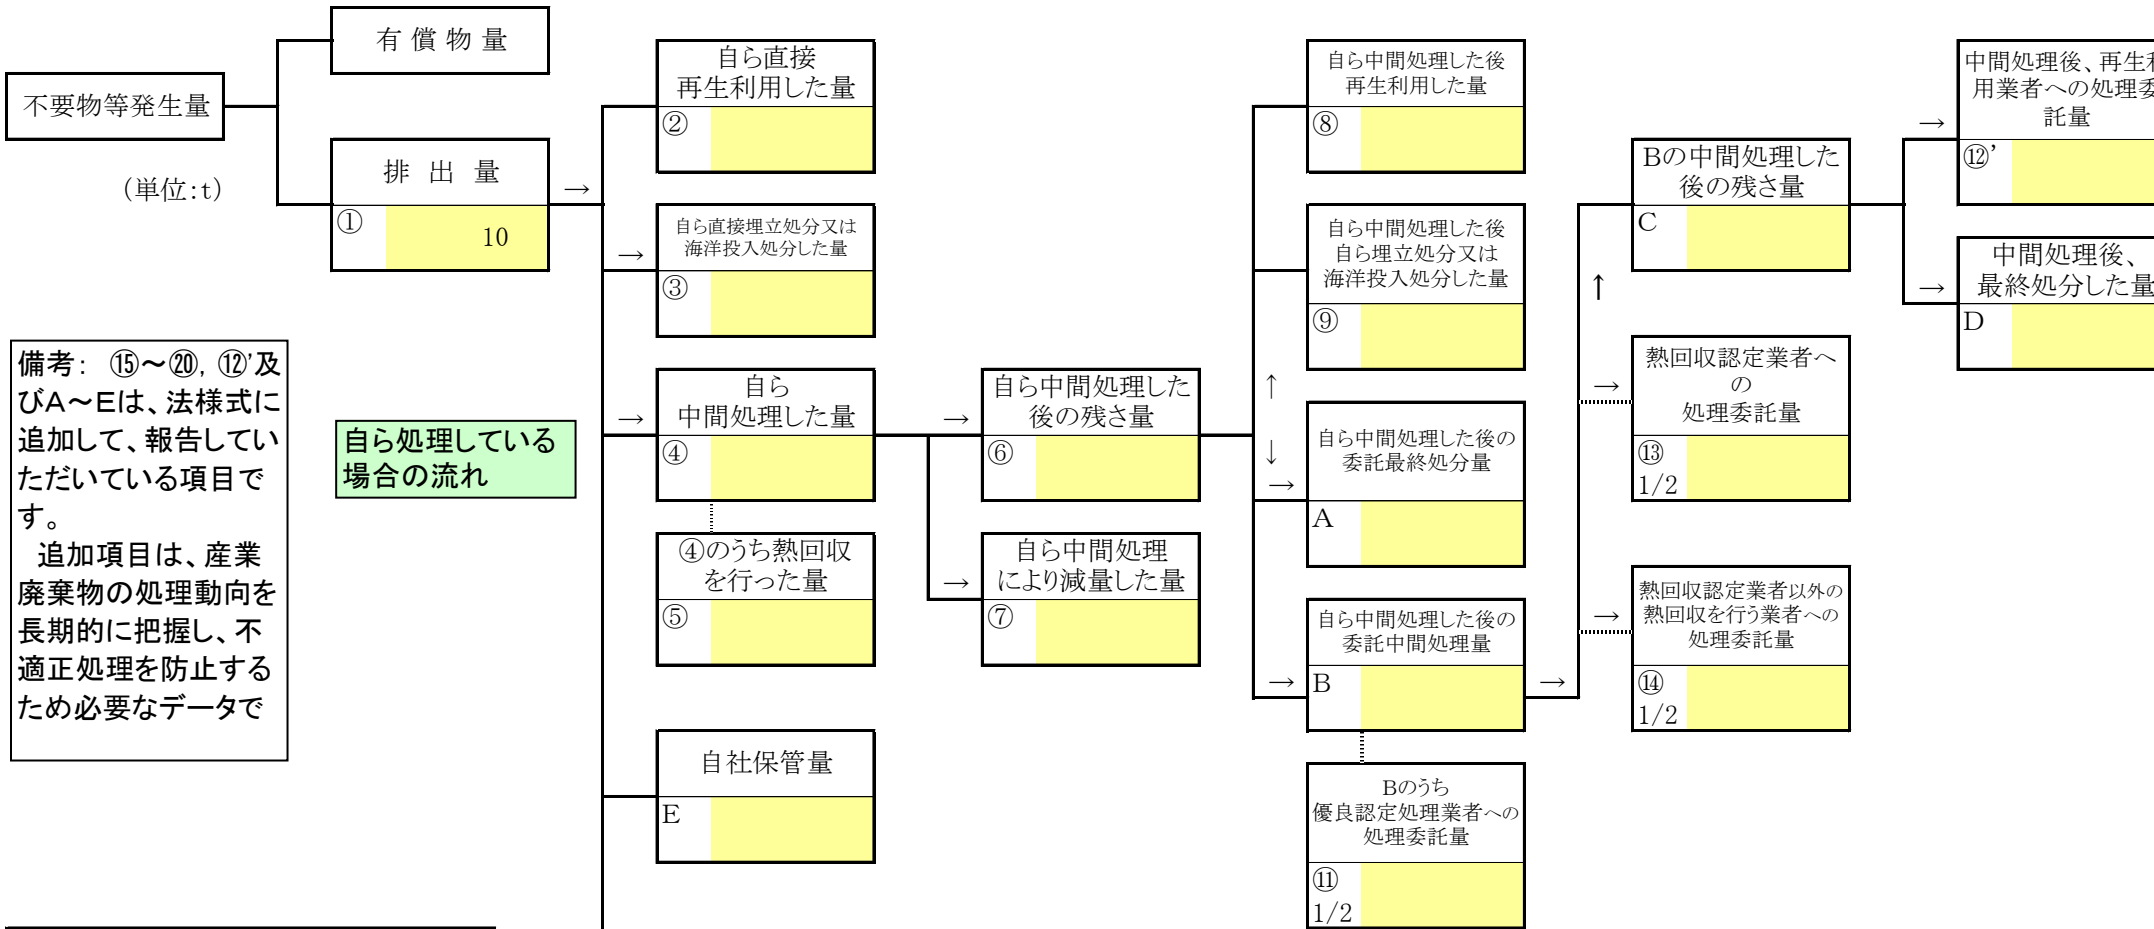 不要物等発生量
(単位:t)
有 償 物 量
排 出 量
①
10
→
備考: ⑮～⑳, ⑫'及
びA～Eは、法様式に
追加して、報告してい
ただいている項目で
す。
追加項目は、産業
廃棄物の処理動向を
長期的に把握し、不
適正処理を防止する
ため必要なデータで
自ら処理している
場合の流れ
自ら直接
再生利用した量
②
→
自ら直接埋立処分又は
海洋投入処分した量
③
→
自ら
中間処理した量
④
④のうち熱回収
を行った量
⑤
自社保管量
E
→
自ら中間処理した
後の残さ量
⑥
→
自ら中間処理
により減量した量
⑦
自ら中間処理した後
再生利用した量
⑧
自ら中間処理した後
自ら埋立処分又は
海洋投入処分した量
⑨
↑
↓
→
自ら中間処理した後の
委託最終処分量
A
自ら中間処理した後の
委託中間処理量
→
B
→
Bのうち
優良認定処理業者への
処理委託量
⑪
1/2
Bの中間処理した
後の残さ量
C
↑
→
熱回収認定業者へ
の
処理委託量
⑬
1/2
→
熱回収認定業者以外の
熱回収を行う業者への
処理委託量
⑭
1/2
→
中間処理後、再生
用業者への処理委
託量
⑫'
→
中間処理後、
最終処分した量
D